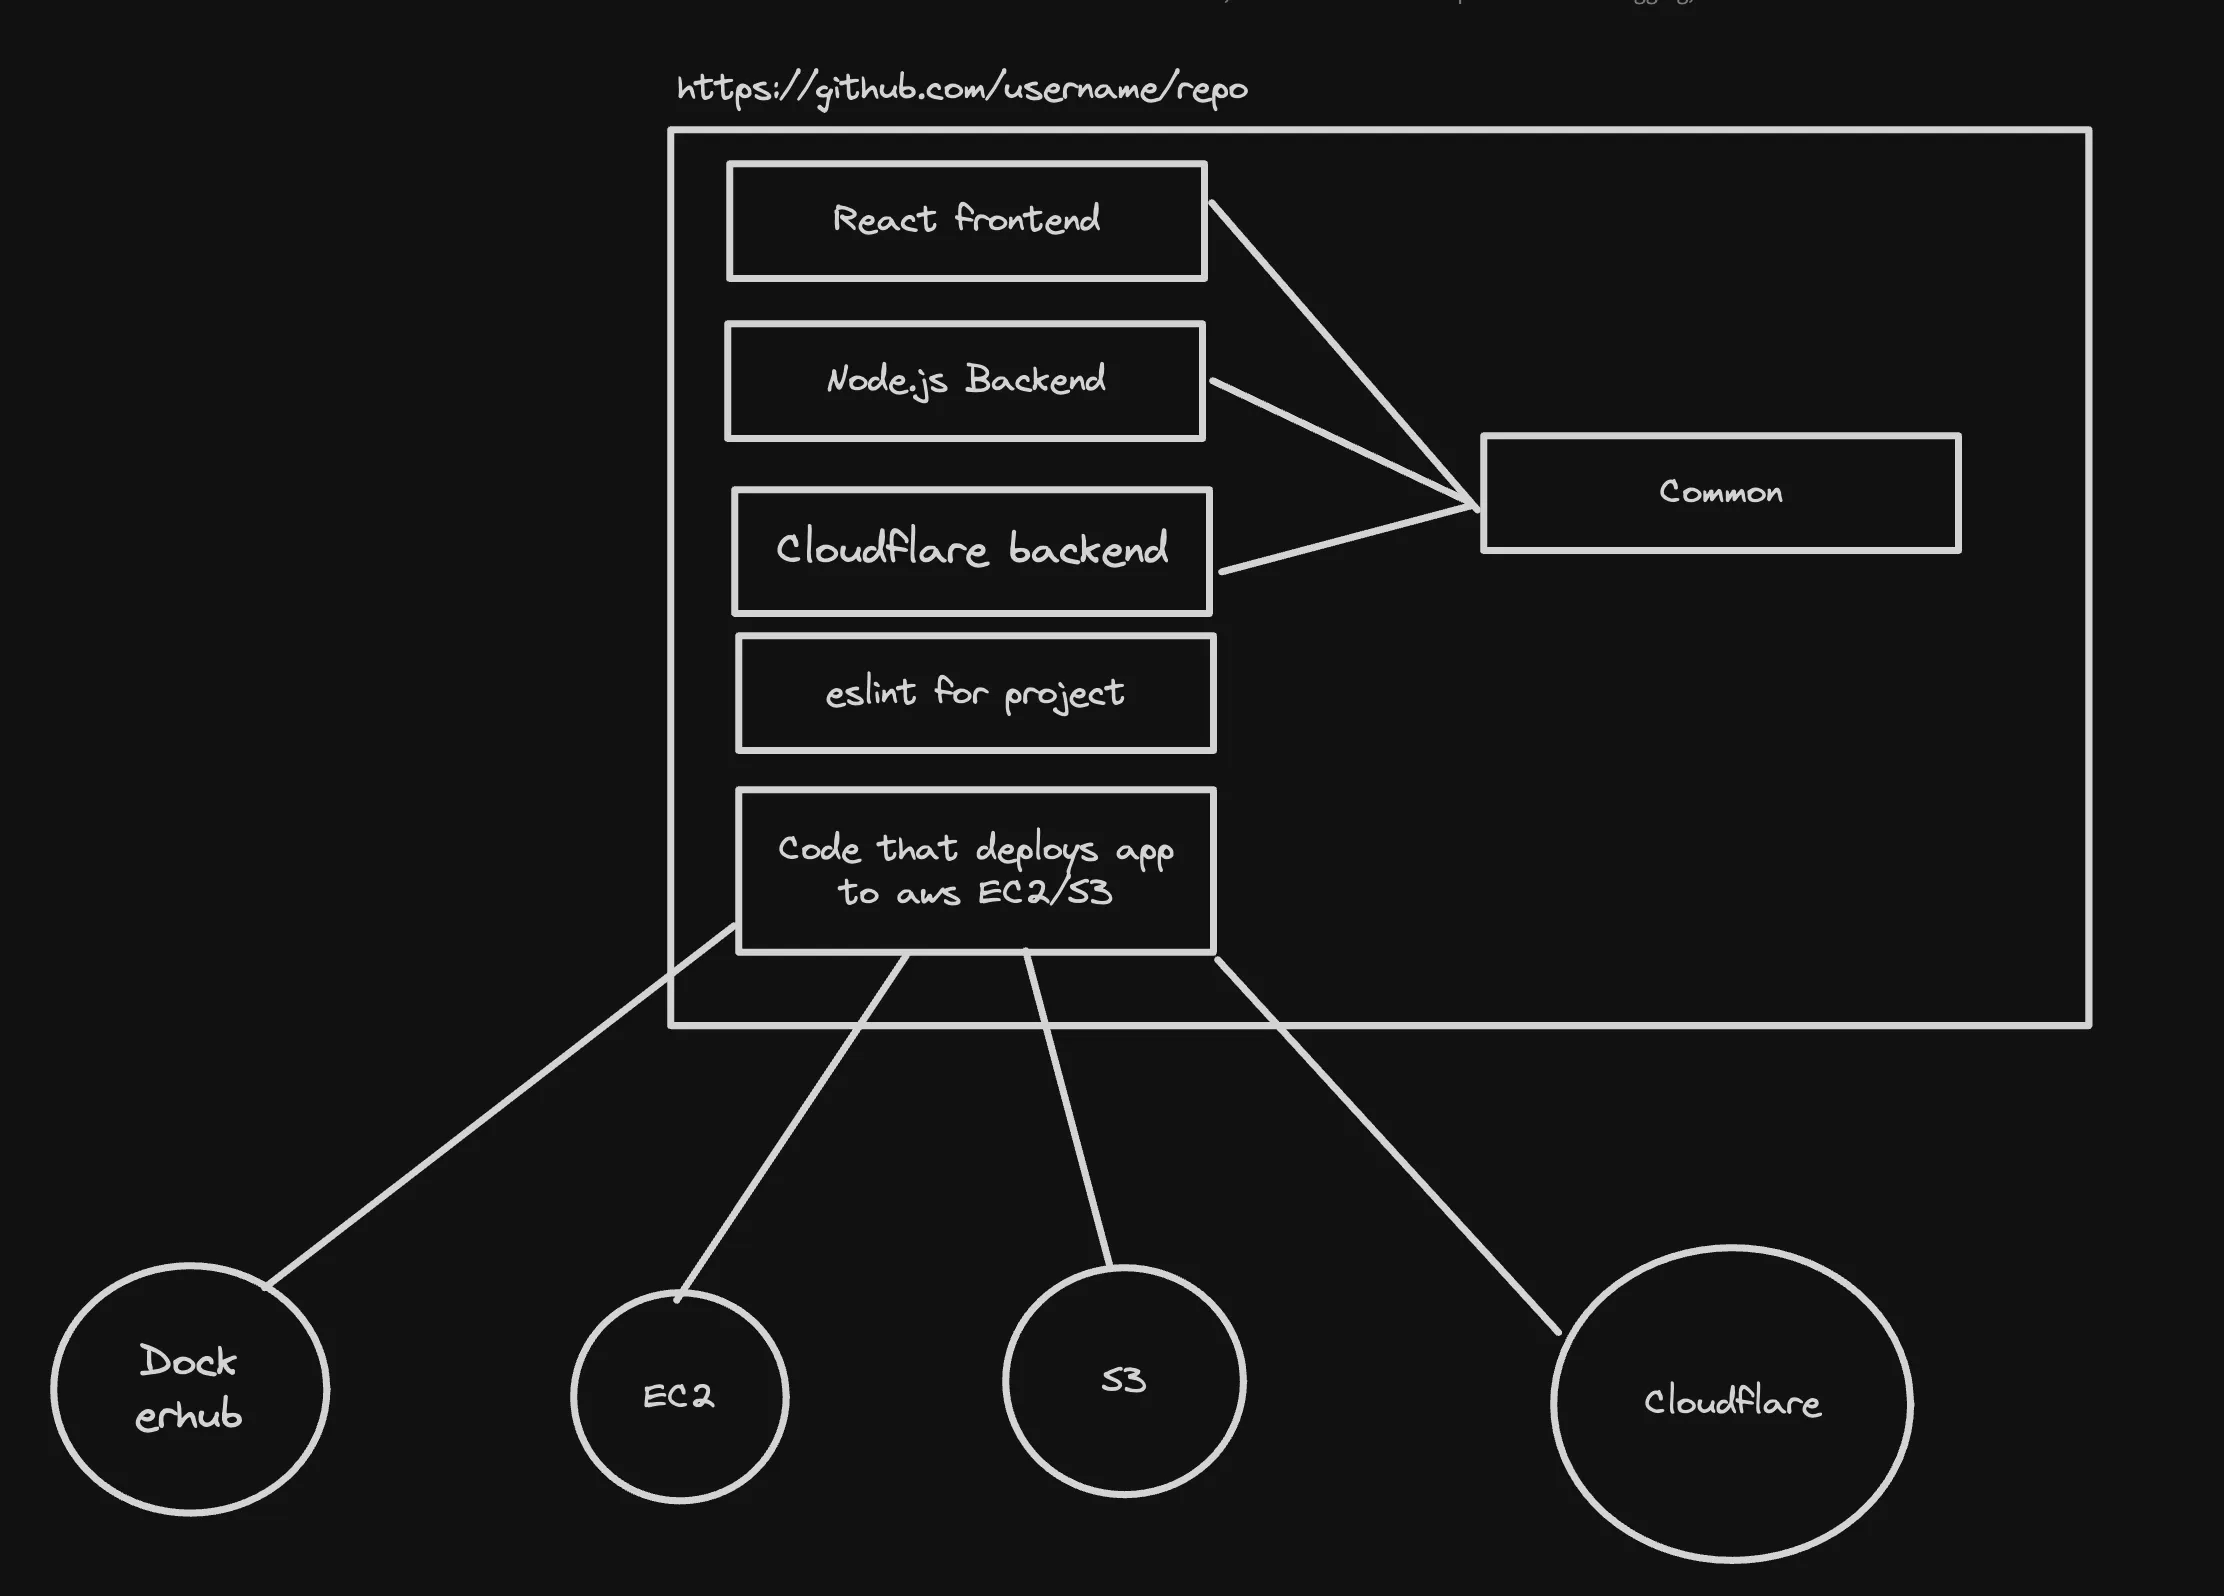 https://github.com/username/repo
React frontend
Node.js Backend
Common
Cloudflare backend
eslint for project
Code that deploys app
to aws EC2/S3
Dock
erhub
EC2
S3
Cloudflare